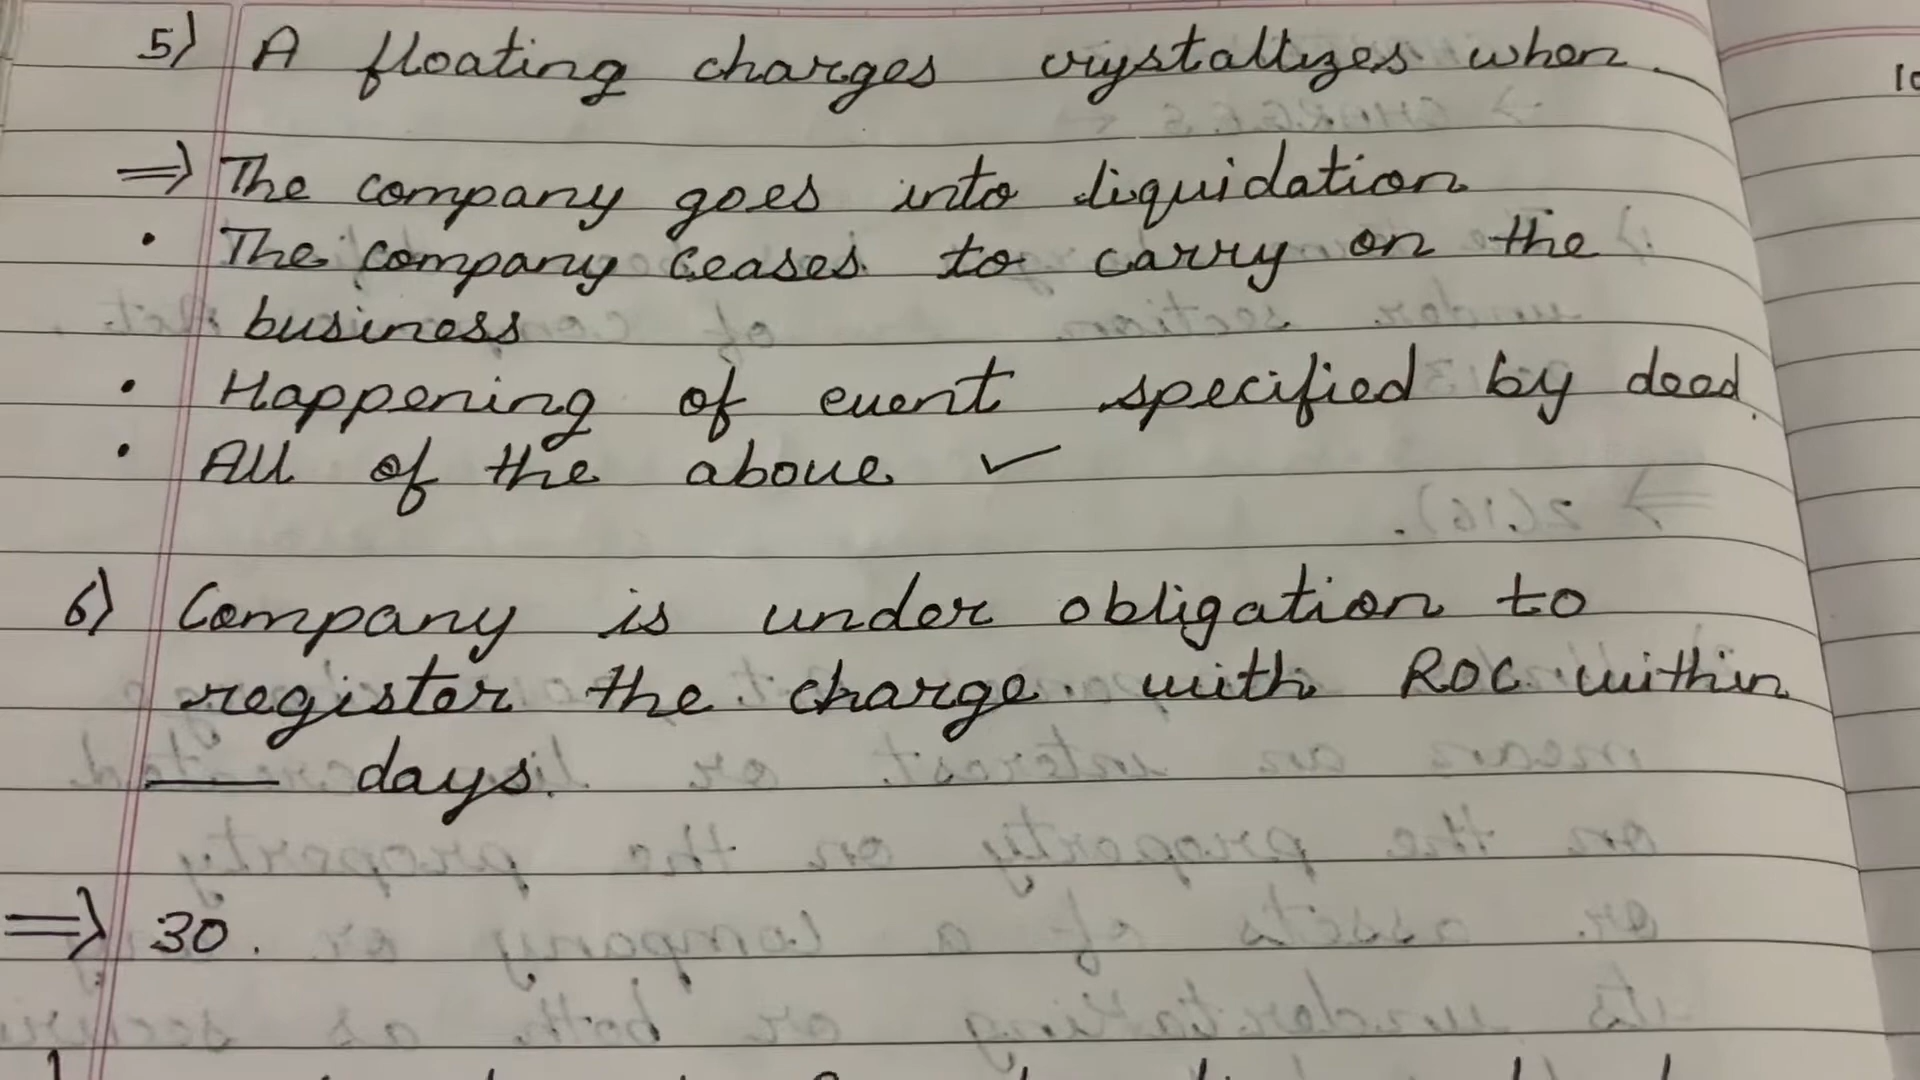 5) A floating charges crystallizes when
⇒ The company goes into liquidation
• The company ceases to carry on the
business
• Happening of event specified by deed.
• All of the above ✓
6) Company is under obligation to
register the charge with ROC within
___ days.
⇒ 30.